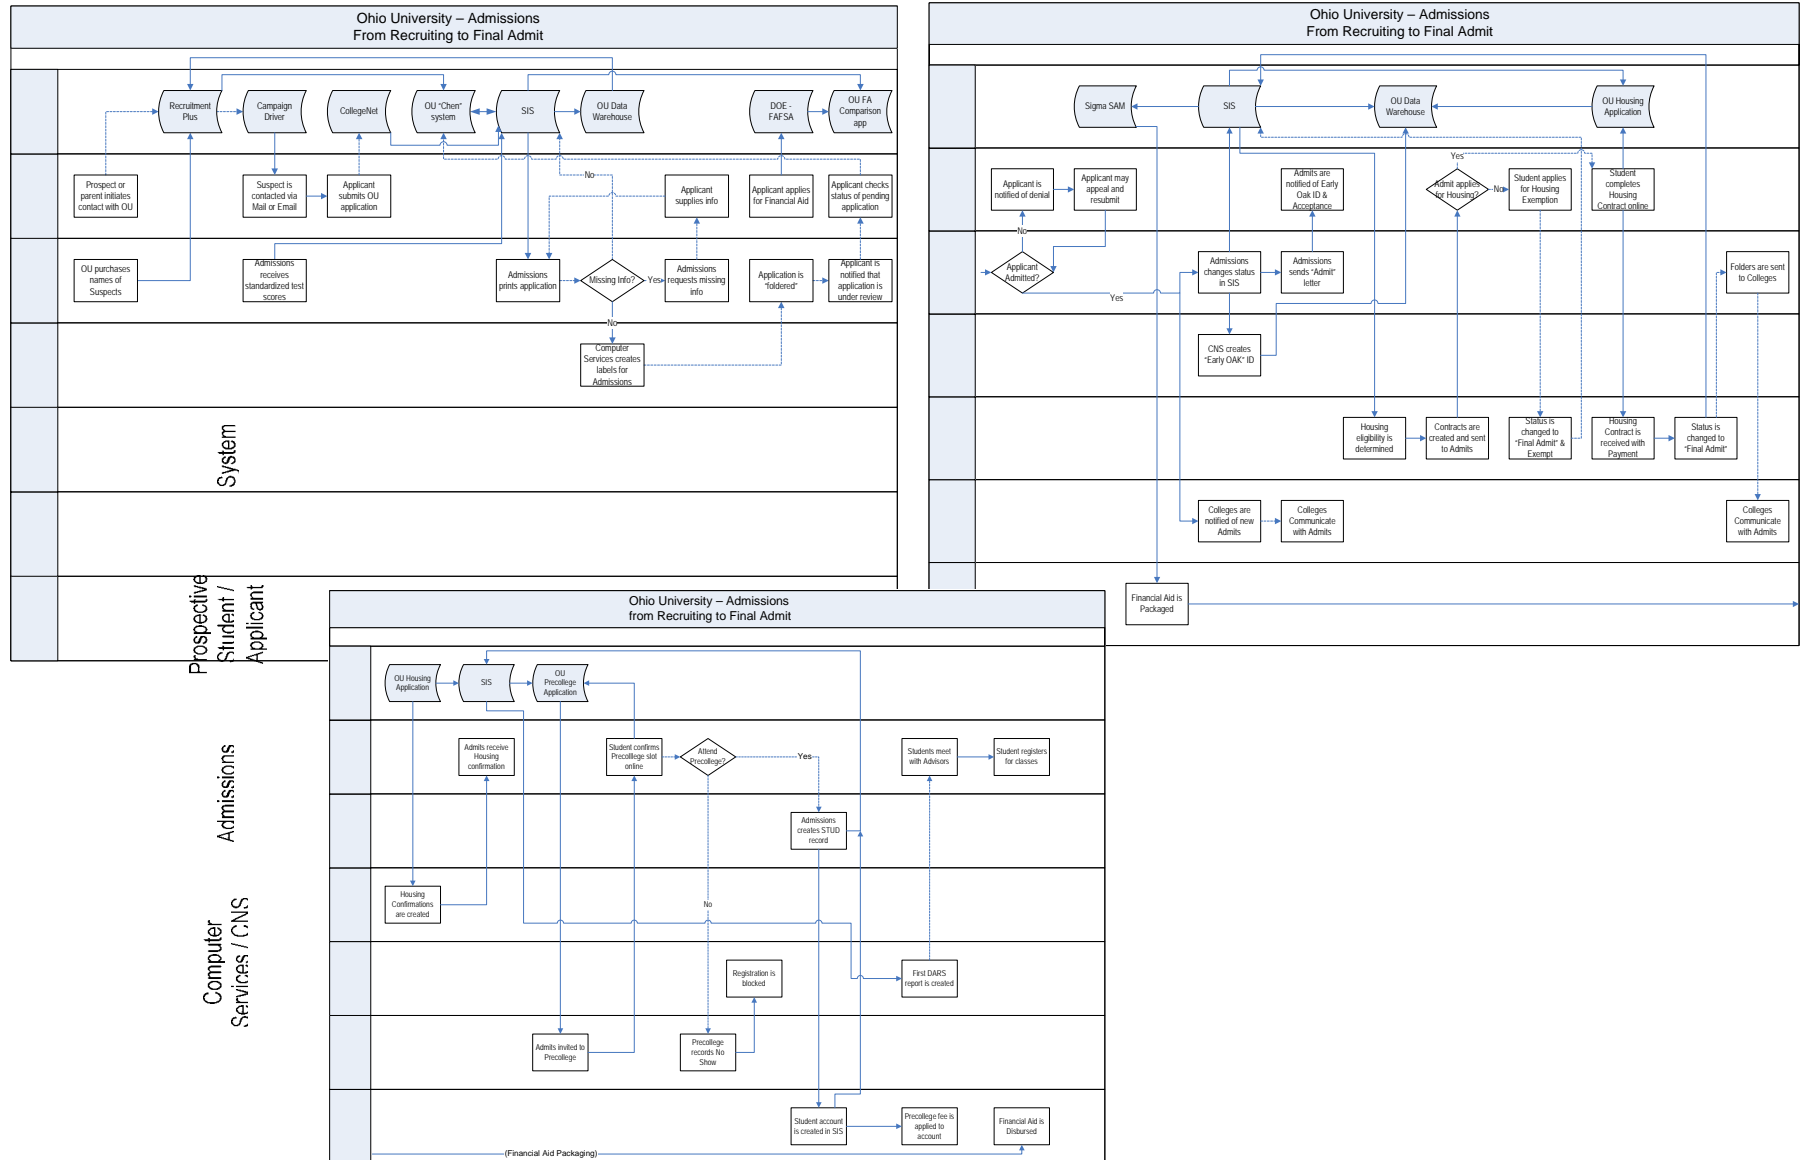 Ohio University – Admissions
From Recruiting to Final Admit
Recruitment
Plus
Campaign
Driver
CollegeNet
OU "Chen"
system
SIS
OU Data
Warehouse
DOE -
FAFSA
OU FA
Comparison
app
Prospect or
parent initiates
contact with OU
Suspect is
contacted via
Mail or Email
Applicant
submits OU
application
No
Applicant
supplies info
Applicant applies
for Financial Aid
Applicant checks
status of pending
application
OU purchases
names of
Suspects
Admissions
receives
standardized test
scores
Admissions
prints application
Missing Info?
Yes
Admissions
requests missing
info
Application is
"foldered"
Applicant is
notified that
application is
under review
No
Computer
Services creates
labels for
Admissions
System
Prospective
Student /
Applicant
Admissions
Computer
Services / CNS
Ohio University – Admissions
From Recruiting to Final Admit
Sigma SAM
SIS
OU Data
Warehouse
OU Housing
Application
Applicant is
notified of denial
Applicant may
appeal and
resubmit
Admits are
notified of Early
Oak ID &
Acceptance
Yes
Admit applies
for Housing?
No
Student applies
for Housing
Exemption
Student
completes
Housing
Contract online
No
Applicant
Admitted?
Yes
Admissions
changes status
in SIS
Admissions
sends "Admit"
letter
Folders are sent
to Colleges
CNS creates
"Early OAK" ID
Housing
eligibility is
determined
Contracts are
created and sent
to Admits
Status is
changed to
"Final Admit" &
Exempt
Housing
Contract is
received with
Payment
Status is
changed to
"Final Admit"
Colleges are
notified of new
Admits
Colleges
Communicate
with Admits
Colleges
Communicate
with Admits
Financial Aid is
Packaged
Ohio University – Admissions
from Recruiting to Final Admit
OU Housing
Application
SIS
OU
Precollege
Application
Admits receive
Housing
confirmation
Student confirms
Precollege slot
online
Attend
Precollege?
Yes
Students meet
with Advisors
Student registers
for classes
Admissions
creates STUD
record
Housing
Confirmations
are created
No
Registration is
blocked
First DARS
report is created
Admits invited to
Precollege
Precollege
records No
Show
Student account
is created in SIS
Precollege fee is
applied to
account
Financial Aid is
Disbursed
(Financial Aid Packaging)